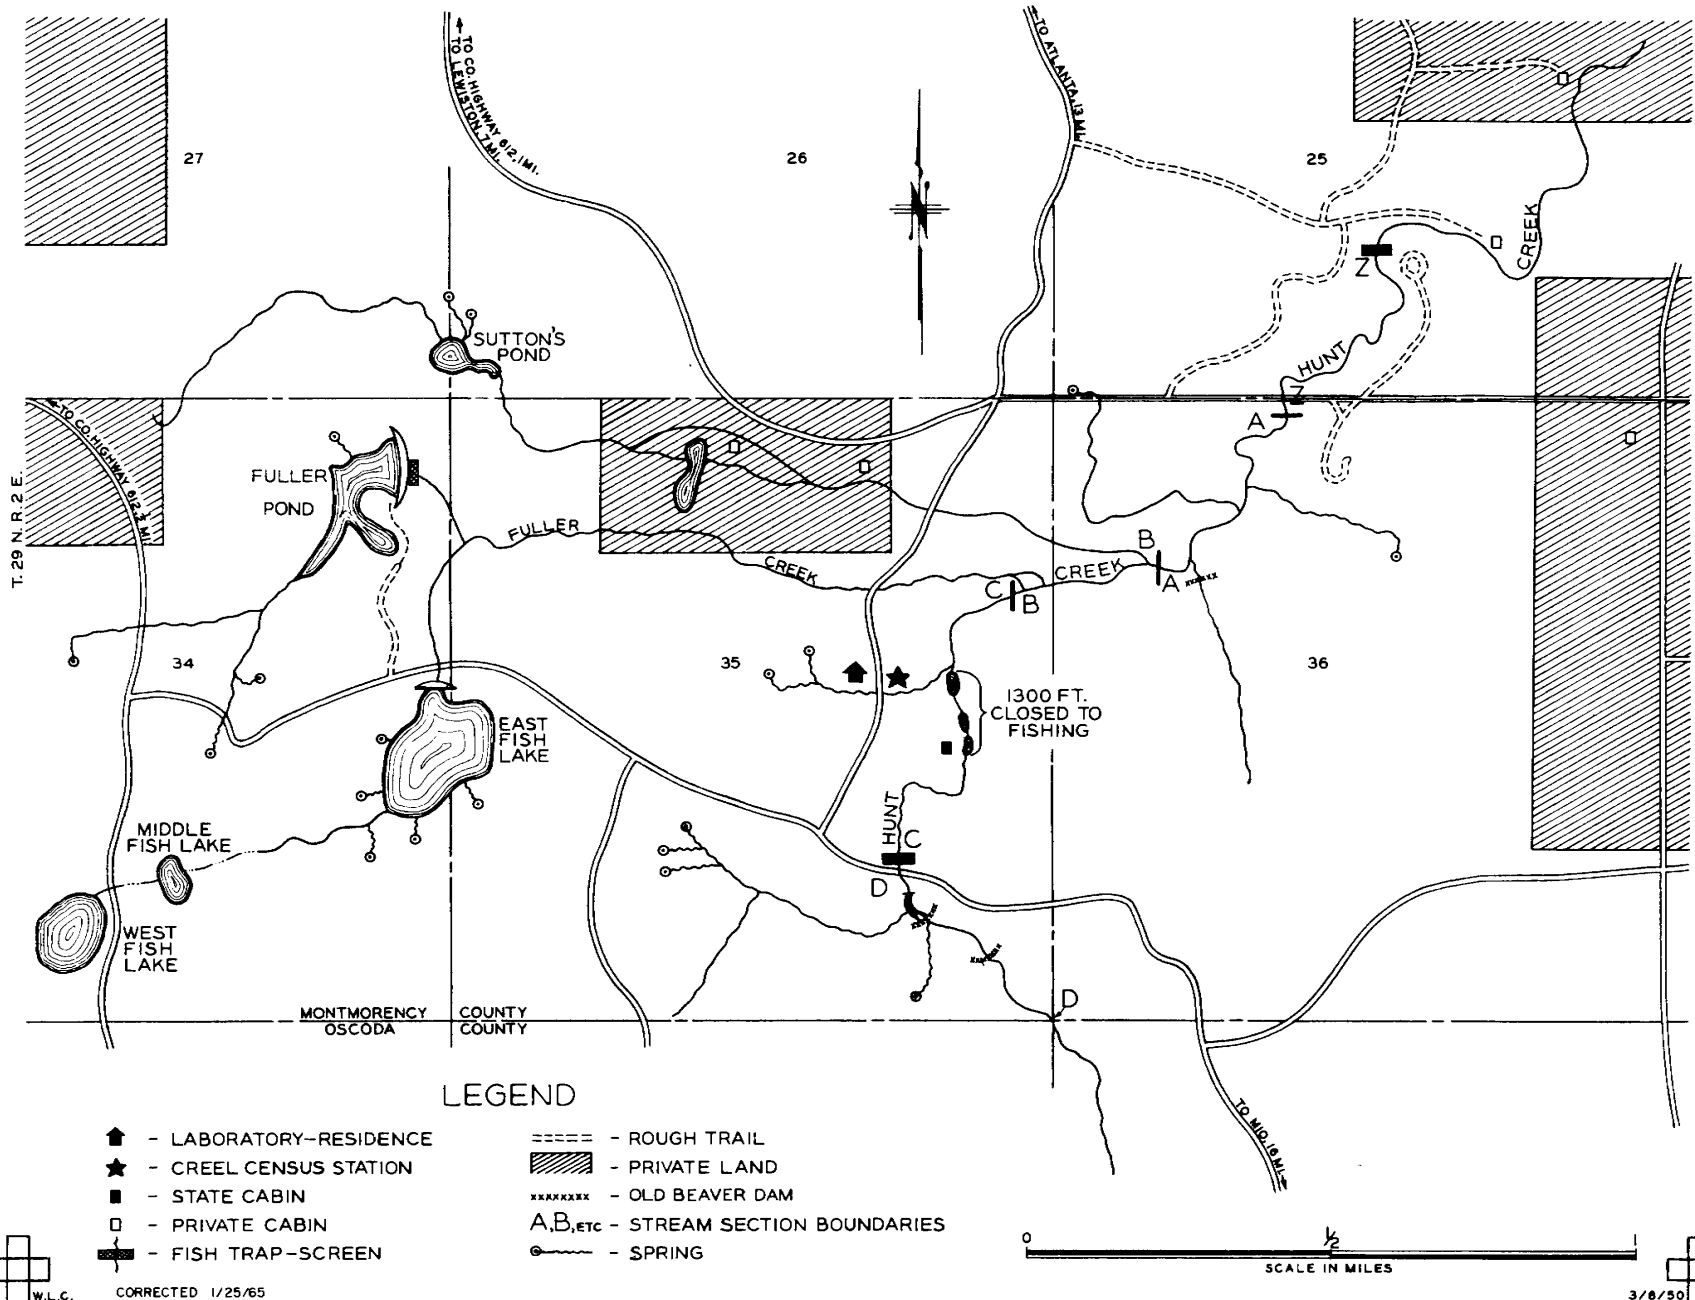 TO CO. HIGHWAY 612, 1 MI.
TO LEWISTON, 7 MI.
TO ATLANTA, 13 MI.
27
26
25
CREEK
Z
SUTTON'S
POND
HUNT
TO CO. HIGHWAY 612, 3 MI.
Z
A
FULLER
POND
T. 29 N. R. 2 E.
FULLER
CREEK
B
CREEK
A
C
B
34
35
36
1300 FT.
CLOSED TO
FISHING
EAST
FISH
LAKE
HUNT
C
MIDDLE
FISH LAKE
D
WEST
FISH
LAKE
D
MONTMORENCY COUNTY
OSCODA COUNTY
TO MIO, 16 MI.
LEGEND
- LABORATORY-RESIDENCE
- CREEL CENSUS STATION
- STATE CABIN
- PRIVATE CABIN
- FISH TRAP-SCREEN
- ROUGH TRAIL
- PRIVATE LAND
- OLD BEAVER DAM
A,B,ETC - STREAM SECTION BOUNDARIES
- SPRING
0 1/2 1
SCALE IN MILES
W.L.C.
CORRECTED 1/25/65
3/8/50